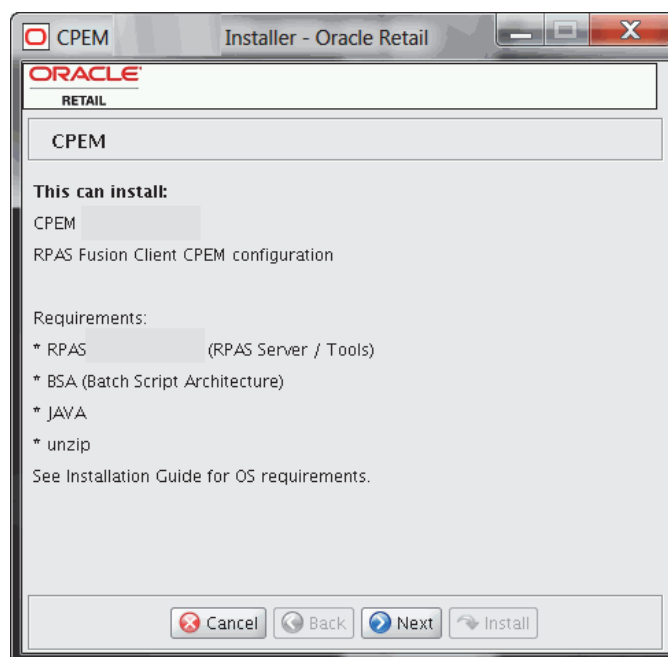 CPEM Installer - Oracle Retail
ORACLE
RETAIL
CPEM
This can install:
CPEM
RPAS Fusion Client CPEM configuration
Requirements:
* RPAS (RPAS Server / Tools)
* BSA (Batch Script Architecture)
* JAVA
* unzip
See Installation Guide for OS requirements.
Cancel Back Next Install